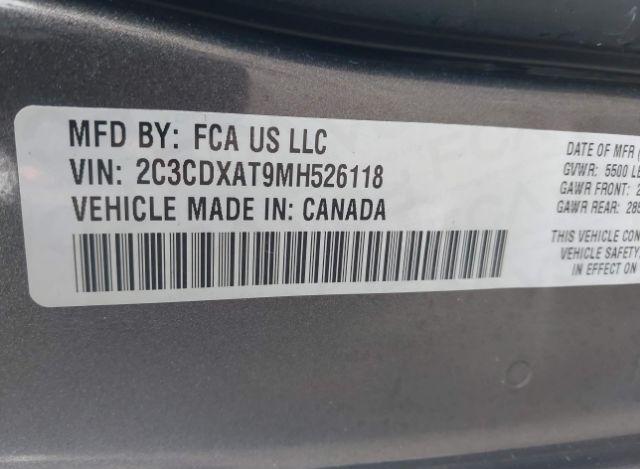 MFD BY: FCA US LLC
VIN: 2C3CDXAT9MH526118
VEHICLE MADE IN: CANADA
DATE OF MFR
GVWR: 5500
GAWR FRONT:
GAWR REAR:
THIS VEHICLE
VEHICLE SAFETY,
IN EFFECT ON